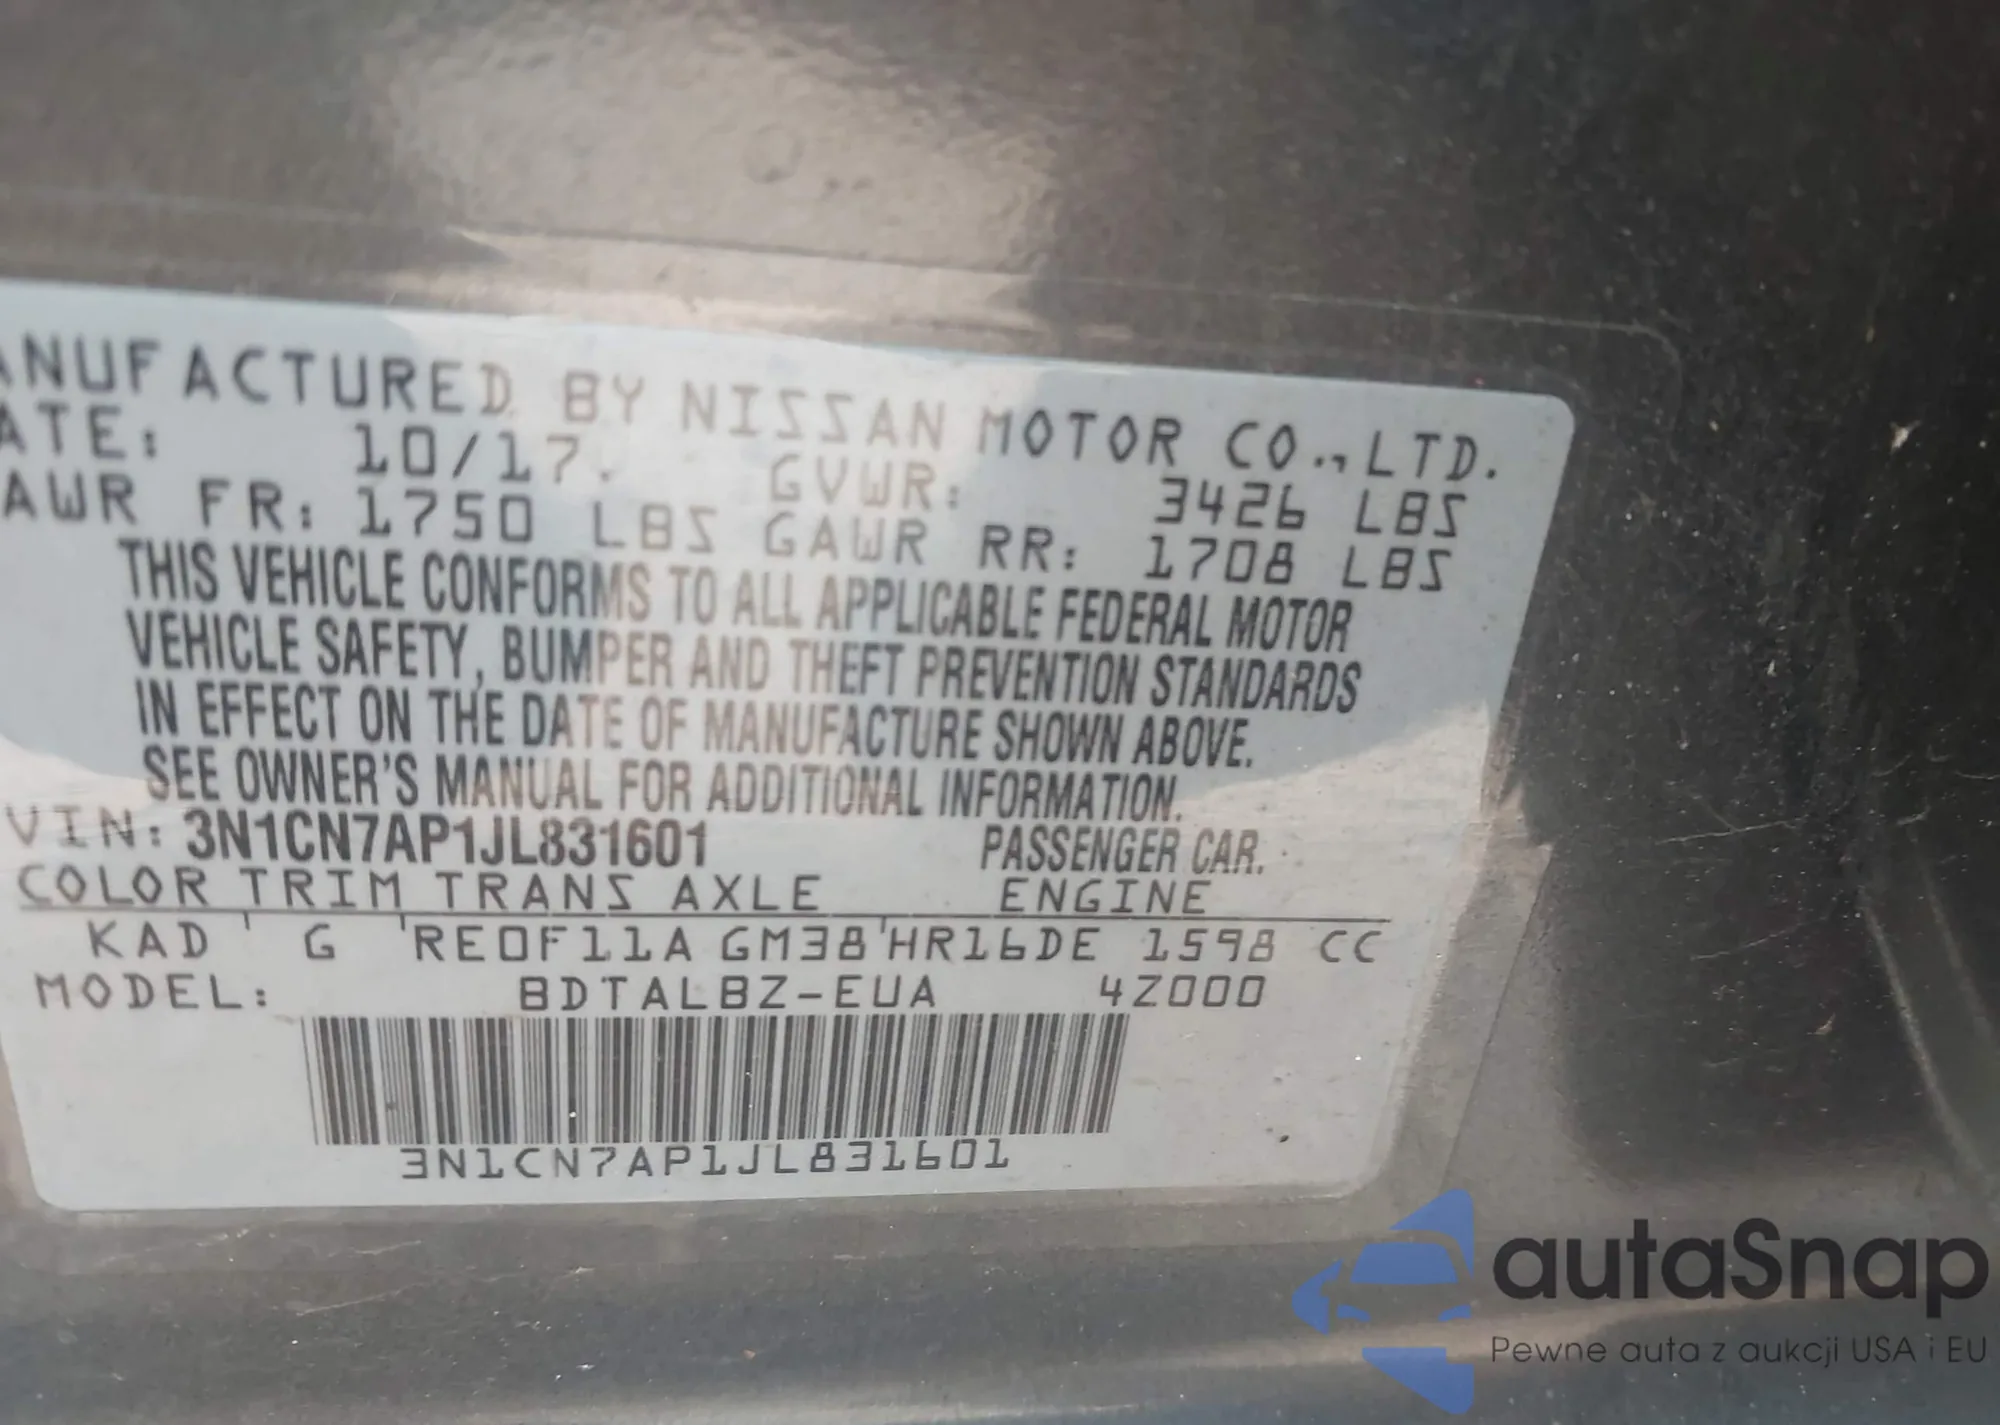 ANUFACTURED BY NISSAN MOTOR CO.,LTD.
ATE: 10/17. GVWR: 3426 LBS
AWR FR: 1750 LBS GAWR RR: 1708 LBS
THIS VEHICLE CONFORMS TO ALL APPLICABLE FEDERAL MOTOR
VEHICLE SAFETY, BUMPER AND THEFT PREVENTION STANDARDS
IN EFFECT ON THE DATE OF MANUFACTURE SHOWN ABOVE.
SEE OWNER'S MANUAL FOR ADDITIONAL INFORMATION.
VIN: 3N1CN7AP1JL831601 PASSENGER CAR.
COLOR TRIM TRANS AXLE ENGINE
KAD G RE0F11A GM38 HR16DE 1598 CC
MODEL: BDTALBZ-EUA 4Z000
3N1CN7AP1JL831601
autaSnap
Pewne auta z aukcji USA i EU